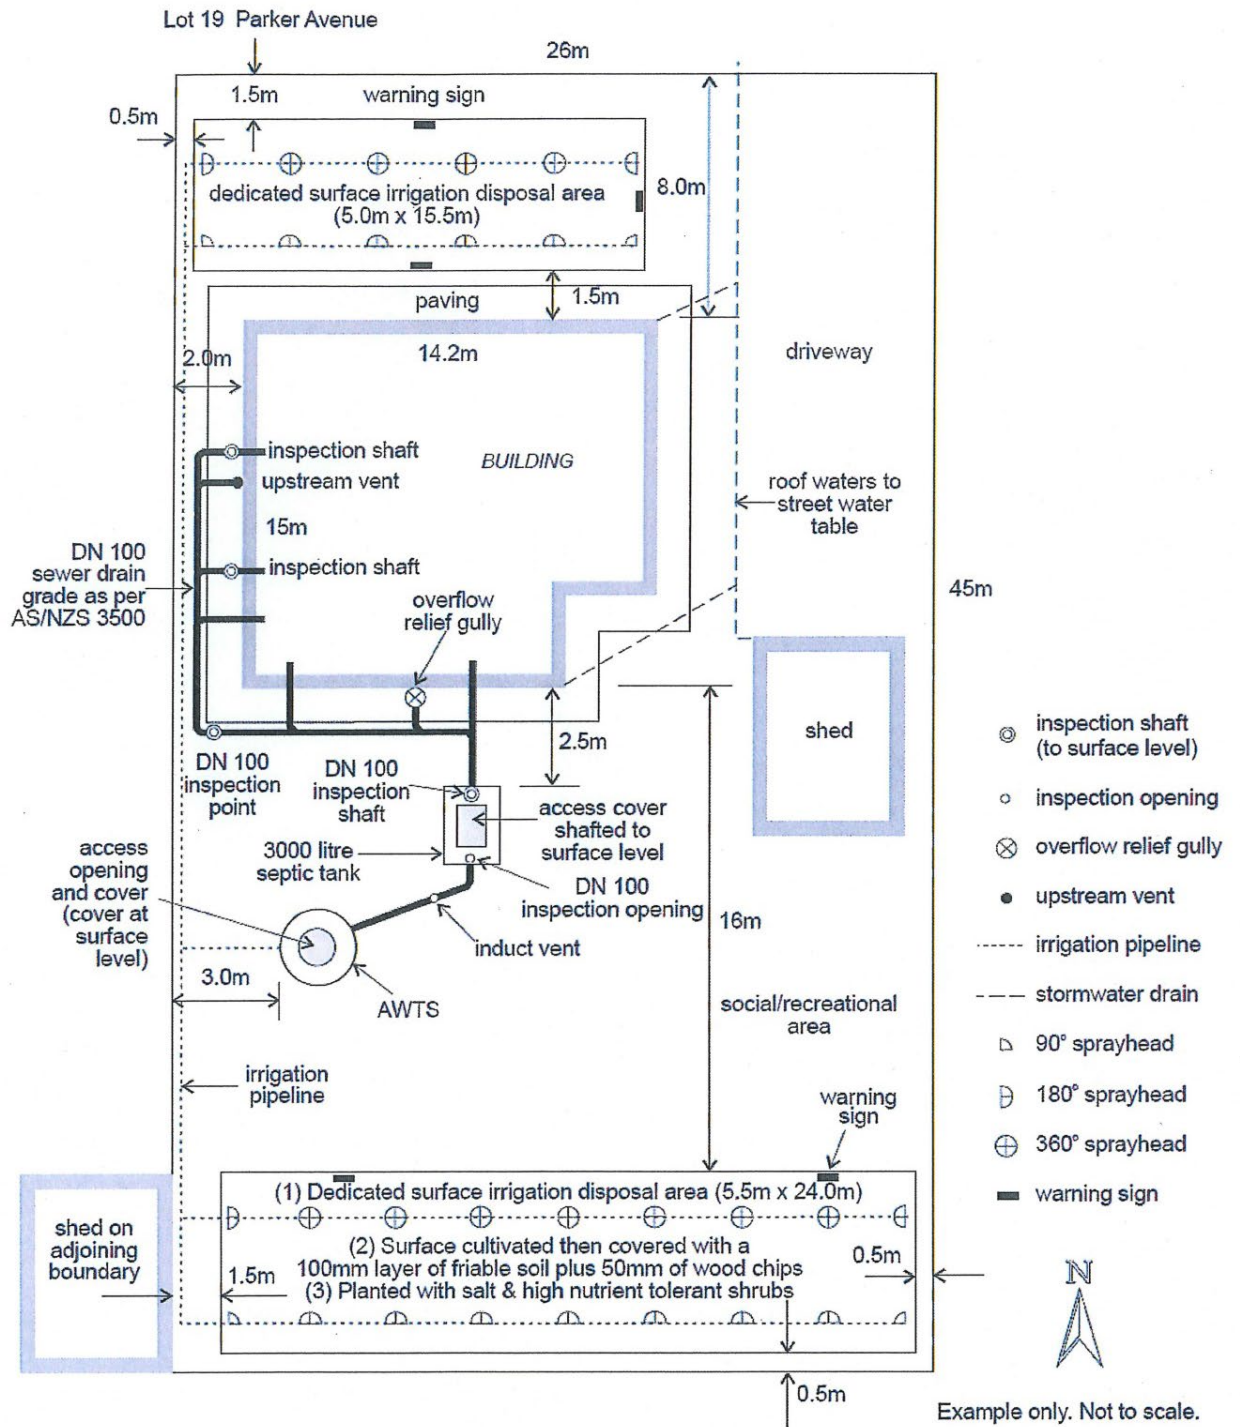 Lot 19 Parker Avenue
26m
1.5m
warning sign
0.5m
8.0m
dedicated surface irrigation disposal area
(5.0m x 15.5m)
paving
1.5m
14.2m
2.0m
driveway
inspection shaft
BUILDING
upstream vent
roof waters to
street water
table
15m
DN 100
sewer drain
grade as per
AS/NZS 3500
inspection shaft
45m
overflow
relief gully
shed
2.5m
DN 100
inspection
point
DN 100
inspection
shaft
access cover
shafted to
surface level
3000 litre
septic tank
DN 100
inspection opening
access
opening
and cover
(cover at
surface
level)
induct vent
16m
3.0m
AWTS
social/recreational
area
irrigation
pipeline
warning
sign
(1) Dedicated surface irrigation disposal area (5.5m x 24.0m)
(2) Surface cultivated then covered with a
100mm layer of friable soil plus 50mm of wood chips
(3) Planted with salt & high nutrient tolerant shrubs
shed on
adjoining
boundary
1.5m
0.5m
0.5m
inspection shaft
(to surface level)
inspection opening
overflow relief gully
upstream vent
irrigation pipeline
stormwater drain
90° sprayhead
180° sprayhead
360° sprayhead
warning sign
N
Example only. Not to scale.